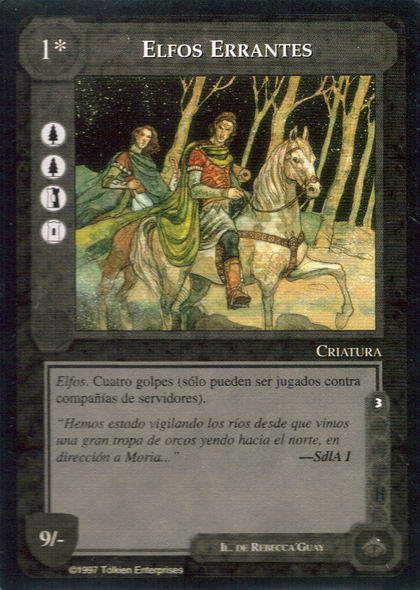 1*
ELFOS ERRANTES
CRIATURA
Elfos. Cuatro golpes (sólo pueden ser jugados contra
compañías de servidores).
3
“Hemos estado vigilando los ríos desde que vimos
una gran tropa de orcos yendo hacia el norte, en
dirección a Moria...” —SdlA I
9/-
IL. DE REBECCA GUAY
©1997 Tolkien Enterprises